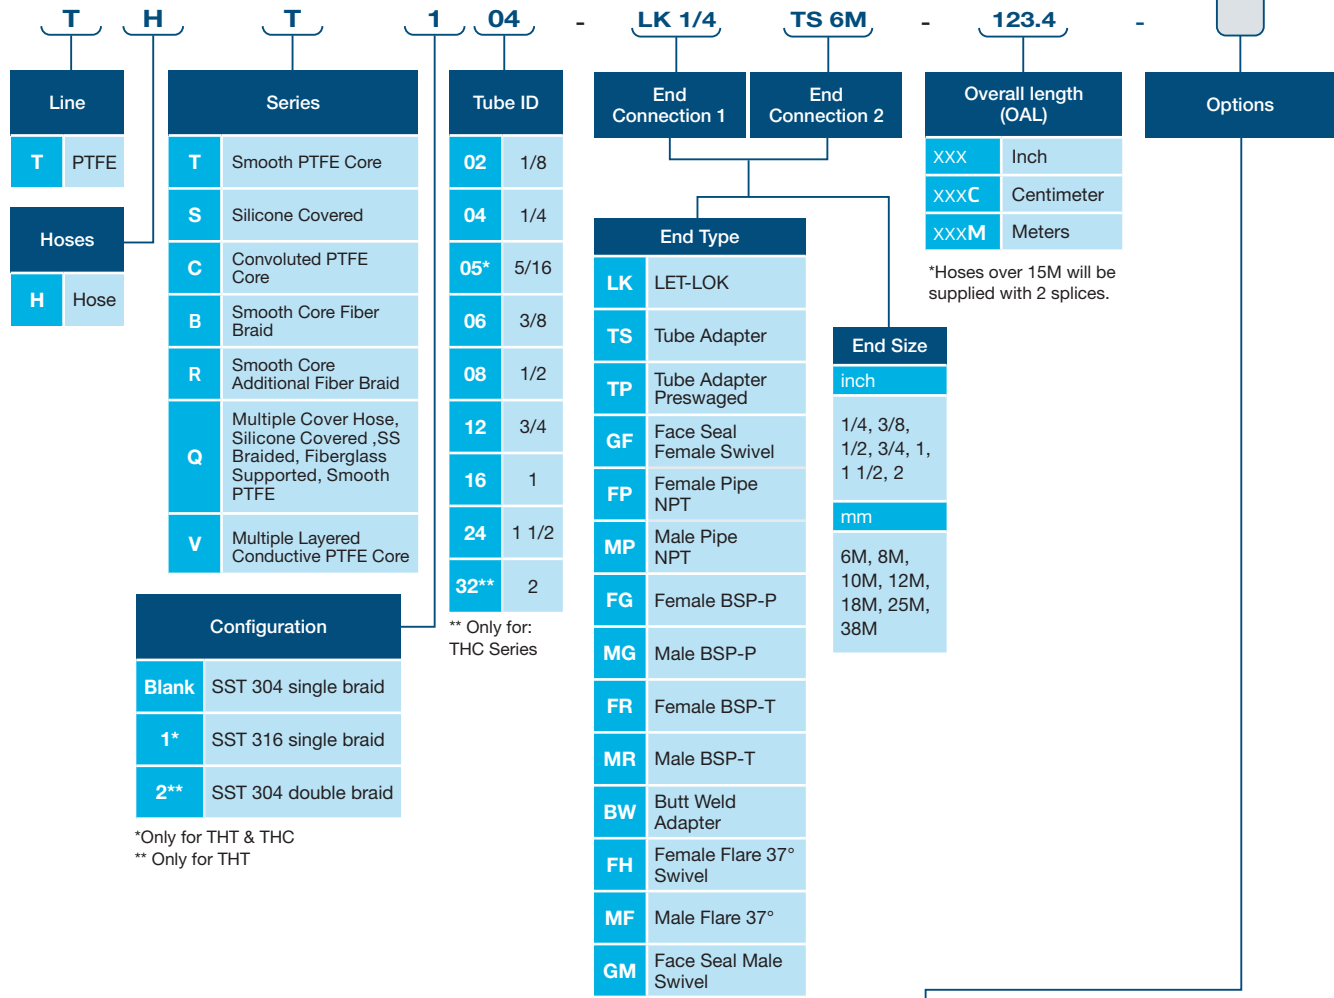 T H T 1 04 - LK 1/4 TS 6M - 123.4 -
Line
T PTFE
Hoses
H Hose
Series
T Smooth PTFE Core
S Silicone Covered
C Convoluted PTFE
Core
B Smooth Core Fiber
Braid
R Smooth Core
Additional Fiber Braid
Q Multiple Cover Hose,
Silicone Covered ,SS
Braided, Fiberglass
Supported, Smooth
PTFE
V Multiple Layered
Conductive PTFE Core
Configuration
Blank SST 304 single braid
1* SST 316 single braid
2** SST 304 double braid
*Only for THT & THC
** Only for THT
Tube ID
02 1/8
04 1/4
05* 5/16
06 3/8
08 1/2
12 3/4
16 1
24 1 1/2
32** 2
** Only for:
THC Series
End
Connection 1
End
Connection 2
End Type
LK LET-LOK
TS Tube Adapter
TP Tube Adapter
Preswaged
GF Face Seal
Female Swivel
FP Female Pipe
NPT
MP Male Pipe
NPT
FG Female BSP-P
MG Male BSP-P
FR Female BSP-T
MR Male BSP-T
BW Butt Weld
Adapter
FH Female Flare 37°
Swivel
MF Male Flare 37°
GM Face Seal Male
Swivel
End Size
inch
1/4, 3/8,
1/2, 3/4, 1,
1 1/2, 2
mm
6M, 8M,
10M, 12M,
18M, 25M,
38M
Overall length
(OAL)
XXX Inch
XXXC Centimeter
XXXM Meters
*Hoses over 15M will be
supplied with 2 splices.
Options